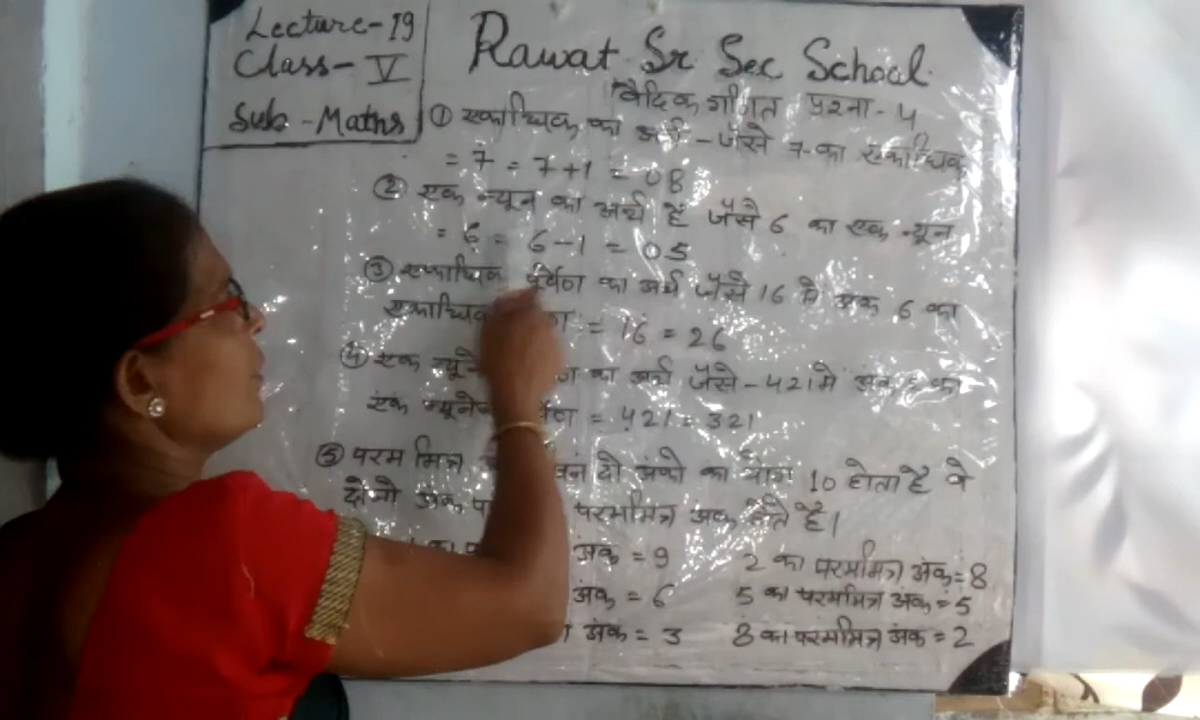 Lecture-19
Class-V
Sub-Maths
Rawat Sr Sec School
वैदिक गणित प्रश्ना-4
① एकाधिक का अर्थ - जैसे 7 का एकाधिक
= 7 = 7+1 = 08
② एक न्यून का अर्थ है जैसे 6 का एक न्यून
= 6 = 6-1 = 05
③ एकाधिक पूर्वेण का अर्थ जैसे 16 में अंक 6 का
एकाधिक = 16 = 26
④ एक का अर्थ जैसे - 421 में अंक का
एक = 421 = 321
⑤ परम मित्र दो अंको का योग 10 होता है वे
दोनो अंक परममित्र अंक होते है।
अंक = 9 2 का परममित्र अंक = 8
अंक = 6 5 का परममित्र अंक = 5
अंक = 3 8 का परममित्र अंक = 2